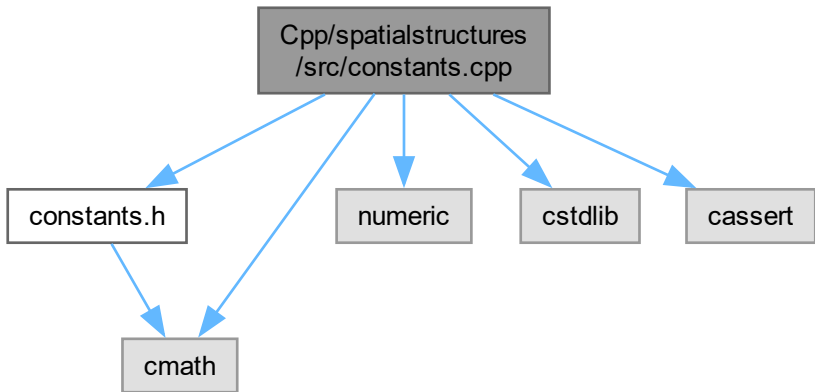 Cpp/spatialstructures
/src/constants.cpp
constants.h
numeric
cstdlib
cassert
cmath